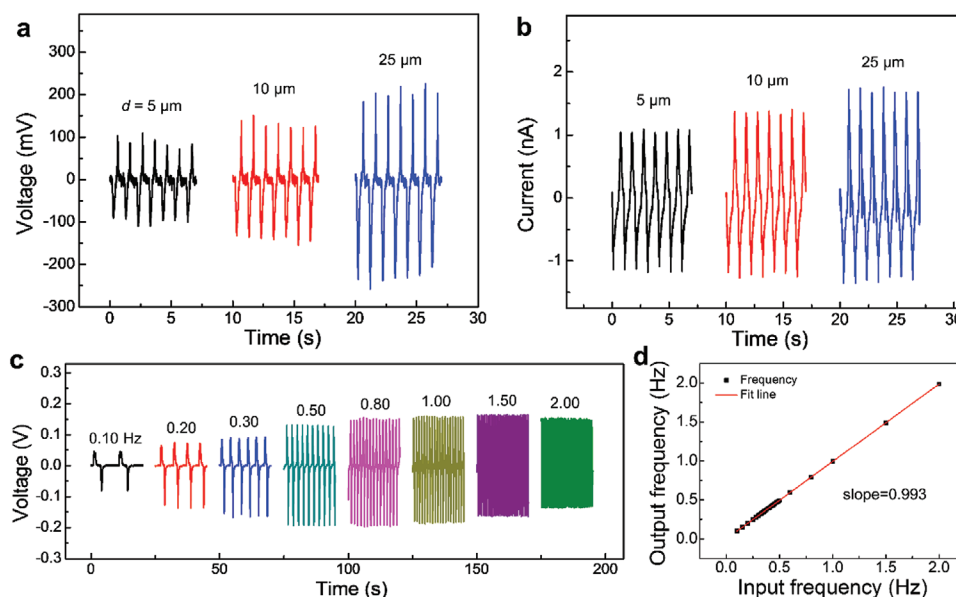 a
Voltage (mV)
300
200
100
0
-100
-200
-300
d = 5 µm
10 µm
25 µm
0 5 10 15 20 25 30
Time (s)
b
Current (nA)
2
1
0
-1
5 µm
10 µm
25 µm
0 5 10 15 20 25 30
Time (s)
c
Voltage (V)
0.3
0.2
0.1
0.0
-0.1
-0.2
-0.3
0.10 Hz 0.20 0.30 0.50 0.80 1.00 1.50 2.00
0 50 100 150 200
Time (s)
d
Output frequency (Hz)
2.0
1.5
1.0
0.5
0.0
Frequency
Fit line
slope=0.993
0.0 0.5 1.0 1.5 2.0
Input frequency (Hz)